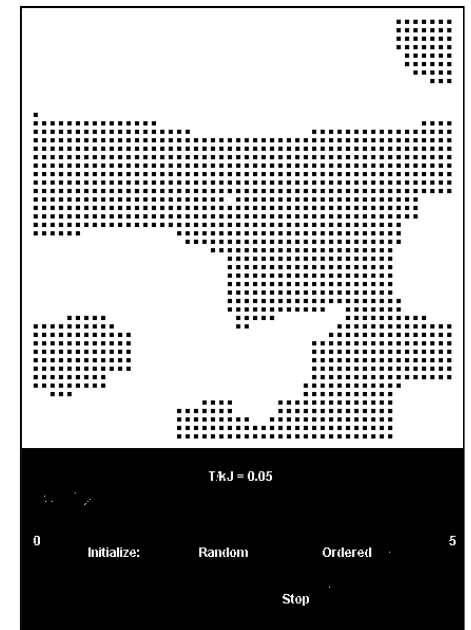 T/kJ = 0.05
0 5
Initialize: Random Ordered
Stop